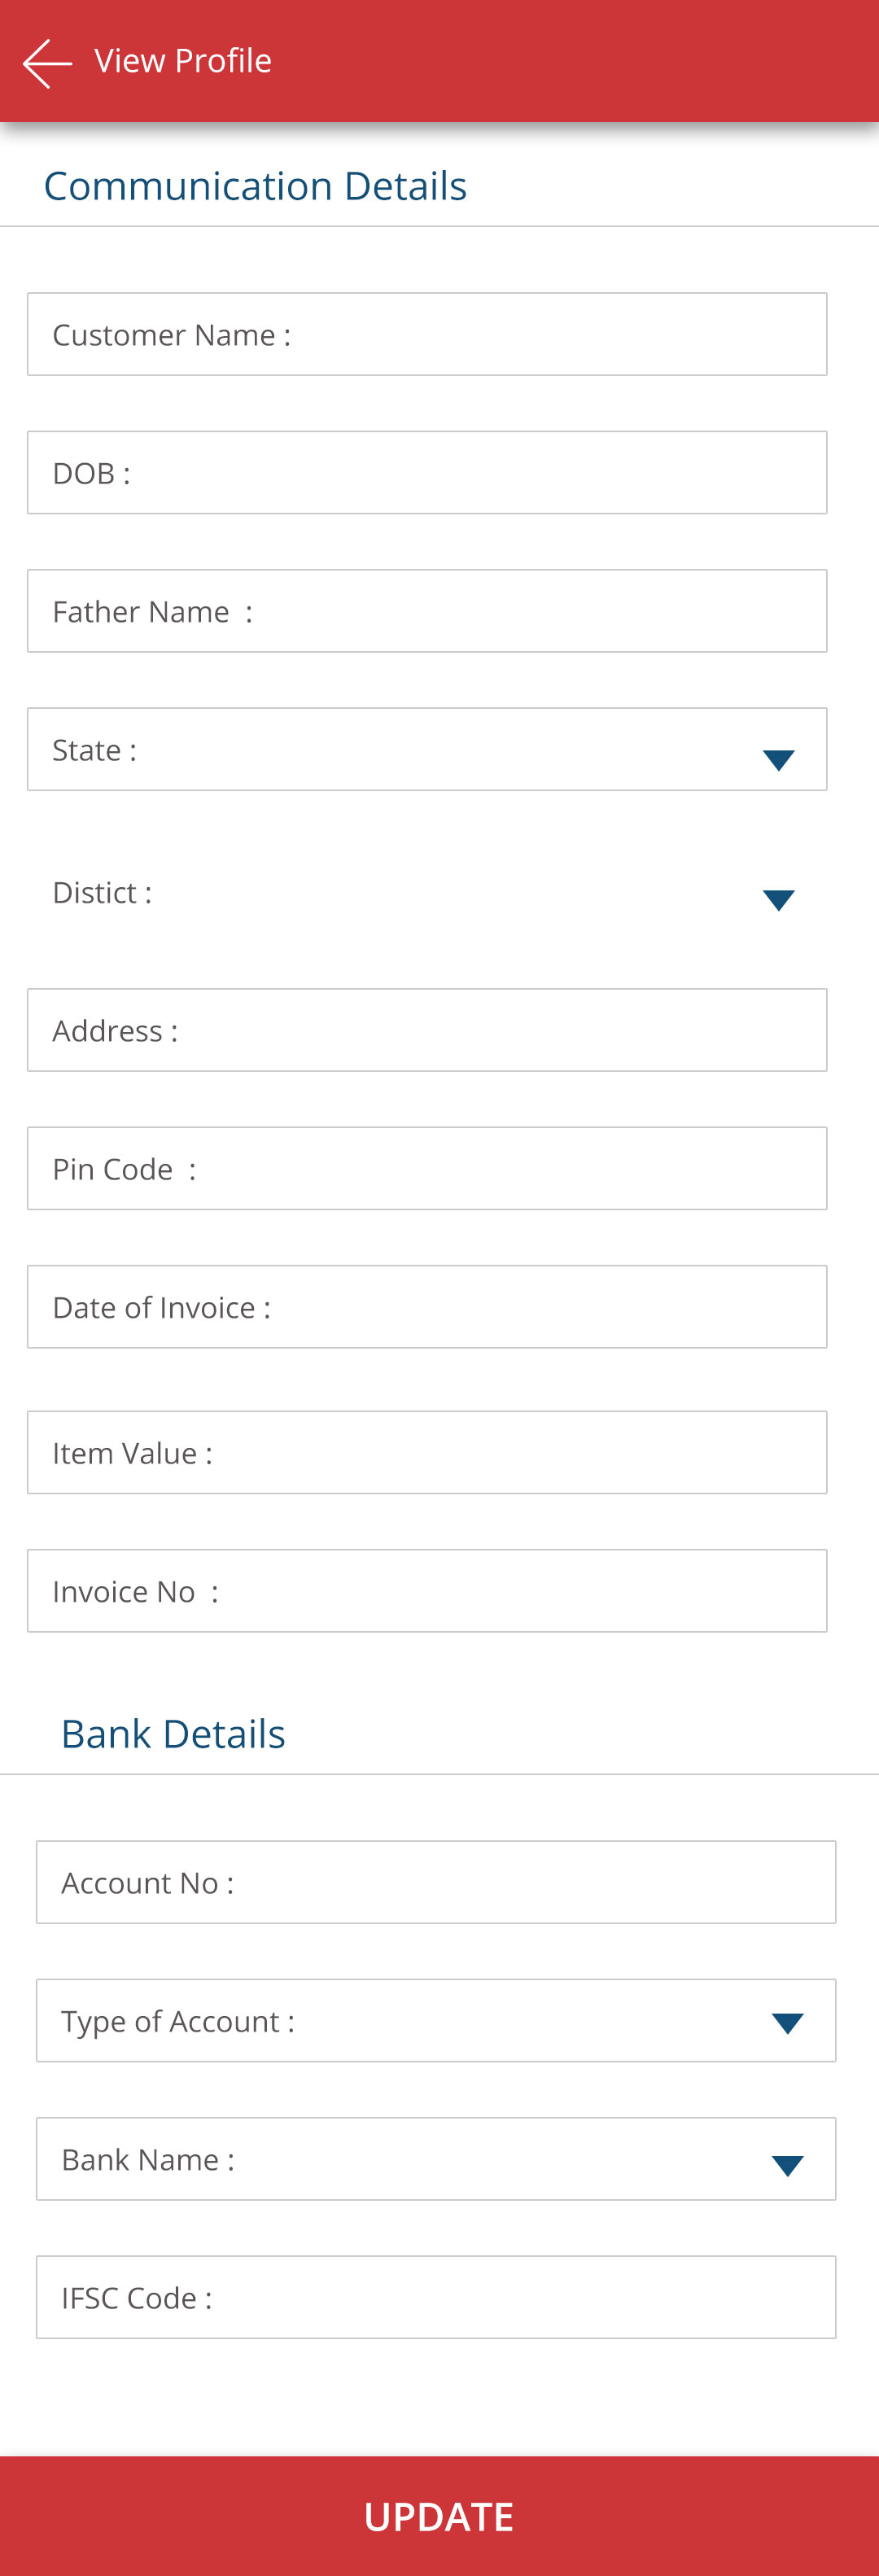 View Profile
Communication Details
Customer Name :
DOB :
Father Name  :
State :
Distict :
Address :
Pin Code  :
Date of Invoice :
Item Value :
Invoice No  :
Bank Details
Account No :
Type of Account :
Bank Name :
IFSC Code :
UPDATE